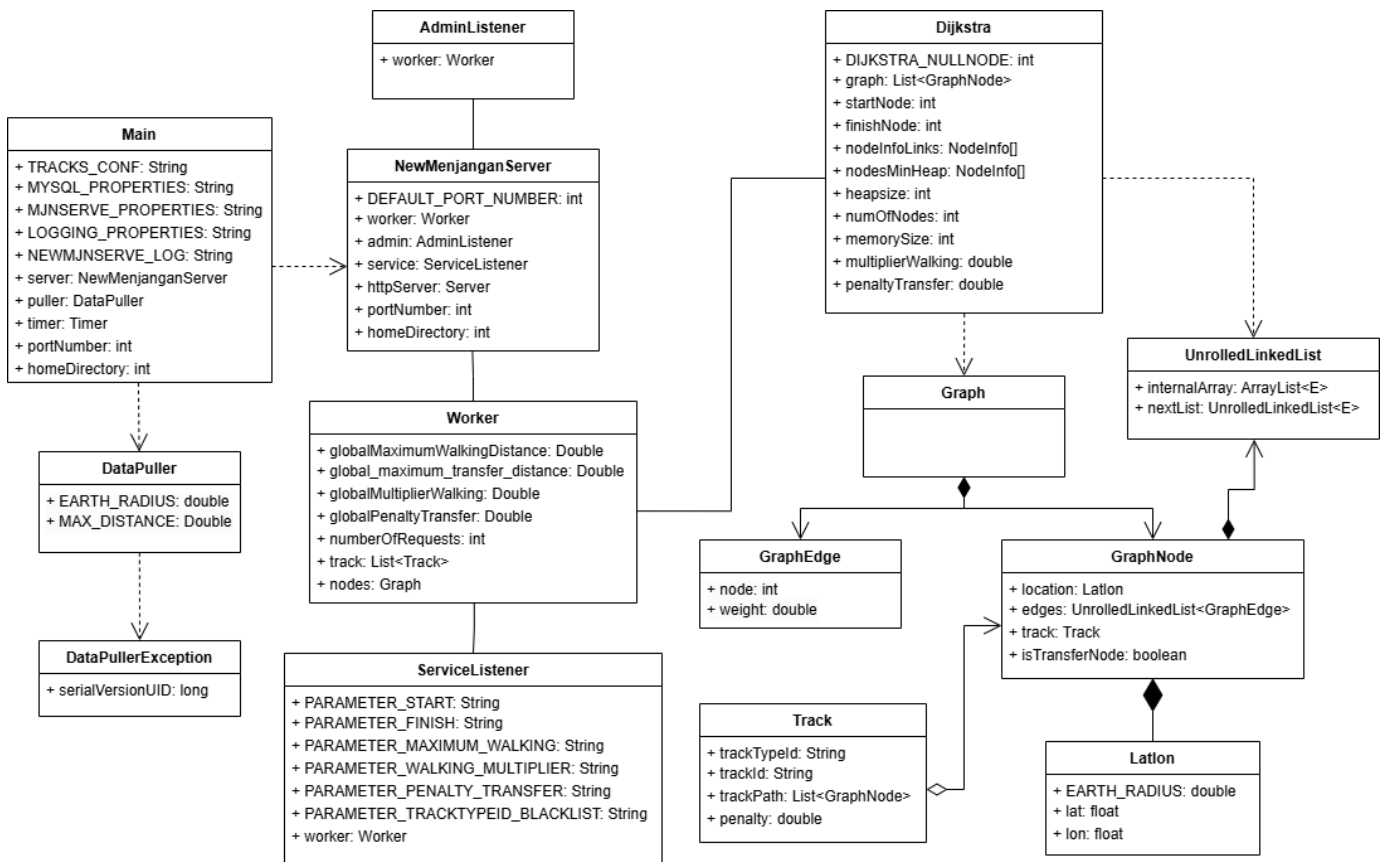 AdminListener
+ worker: Worker
Dijkstra
+ DIJKSTRA_NULLNODE: int
+ graph: List<GraphNode>
+ startNode: int
+ finishNode: int
+ nodeInfoLinks: NodeInfo[]
+ nodesMinHeap: NodeInfo[]
+ heapsize: int
+ numOfNodes: int
+ memorySize: int
+ multiplierWalking: double
+ penaltyTransfer: double
Main
+ TRACKS_CONF: String
+ MYSQL_PROPERTIES: String
+ MJNSERVE_PROPERTIES: String
+ LOGGING_PROPERTIES: String
+ NEWMJNSERVE_LOG: String
+ server: NewMenjanganServer
+ puller: DataPuller
+ timer: Timer
+ portNumber: int
+ homeDirectory: int
NewMenjanganServer
+ DEFAULT_PORT_NUMBER: int
+ worker: Worker
+ admin: AdminListener
+ service: ServiceListener
+ httpServer: Server
+ portNumber: int
+ homeDirectory: int
UnrolledLinkedList
+ internalArray: ArrayList<E>
+ nextList: UnrolledLinkedList<E>
Graph
Worker
+ globalMaximumWalkingDistance: Double
+ global_maximum_transfer_distance: Double
+ globalMultiplierWalking: Double
+ globalPenaltyTransfer: Double
+ numberOfRequests: int
+ track: List<Track>
+ nodes: Graph
DataPuller
+ EARTH_RADIUS: double
+ MAX_DISTANCE: Double
GraphEdge
+ node: int
+ weight: double
GraphNode
+ location: Latlon
+ edges: UnrolledLinkedList<GraphEdge>
+ track: Track
+ isTransferNode: boolean
DataPullerException
+ serialVersionUID: long
ServiceListener
+ PARAMETER_START: String
+ PARAMETER_FINISH: String
+ PARAMETER_MAXIMUM_WALKING: String
+ PARAMETER_WALKING_MULTIPLIER: String
+ PARAMETER_PENALTY_TRANSFER: String
+ PARAMETER_TRACKTYPEID_BLACKLIST: String
+ worker: Worker
Track
+ trackTypeId: String
+ trackId: String
+ trackPath: List<GraphNode>
+ penalty: double
Latlon
+ EARTH_RADIUS: double
+ lat: float
+ lon: float